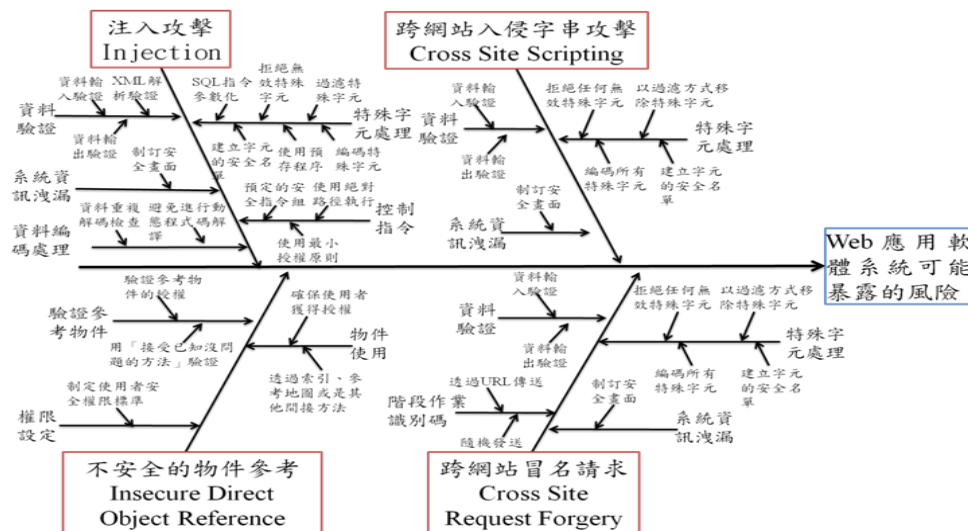 注入攻擊
Injection
跨網站入侵字串攻擊
Cross Site Scripting
資料輸
入驗證
XML解
析驗證
資料
驗證
資料輸
出驗證
SQL指令
參數化
拒絕無
效特殊
字元
過濾特
殊字元
特殊字
元處理
建立字元
的安全名
單
使用預
存程序
編碼特
殊字元
制訂安
全畫面
系統資
訊洩漏
資料重複
解碼檢查
避免進行動
態程式碼解
譯
資料編
碼處理
預定的安
全指令組
使用絕對
路徑執行
控制
指令
使用最小
授權原則
資料輸
入驗證
資料
驗證
資料輸
出驗證
拒絕任何無
效特殊字元
以過濾方式移
除特殊字元
特殊字
元處理
編碼所有
特殊字元
建立字元
的安全名
單
制訂安
全畫面
系統資
訊洩漏
Web 應用軟
體系統可能
暴露的風險
驗證參考物
件的授權
驗證參
考物件
用「接受已知沒問
題的方法」驗證
確保使用者
獲得授權
物件
使用
透過索引、參
考地圖或是其
他間接方法
制定使用者安
全權限標準
權限
設定
資料輸
入驗證
資料
驗證
資料輸
出驗證
拒絕任何無
效特殊字元
以過濾方式移
除特殊字元
特殊字
元處理
編碼所有
特殊字元
建立字元
的安全名
單
透過URL傳送
階段作業
識別碼
隨機發送
制訂安
全畫面
系統資
訊洩漏
不安全的物件參考
Insecure Direct
Object Reference
跨網站冒名請求
Cross Site
Request Forgery